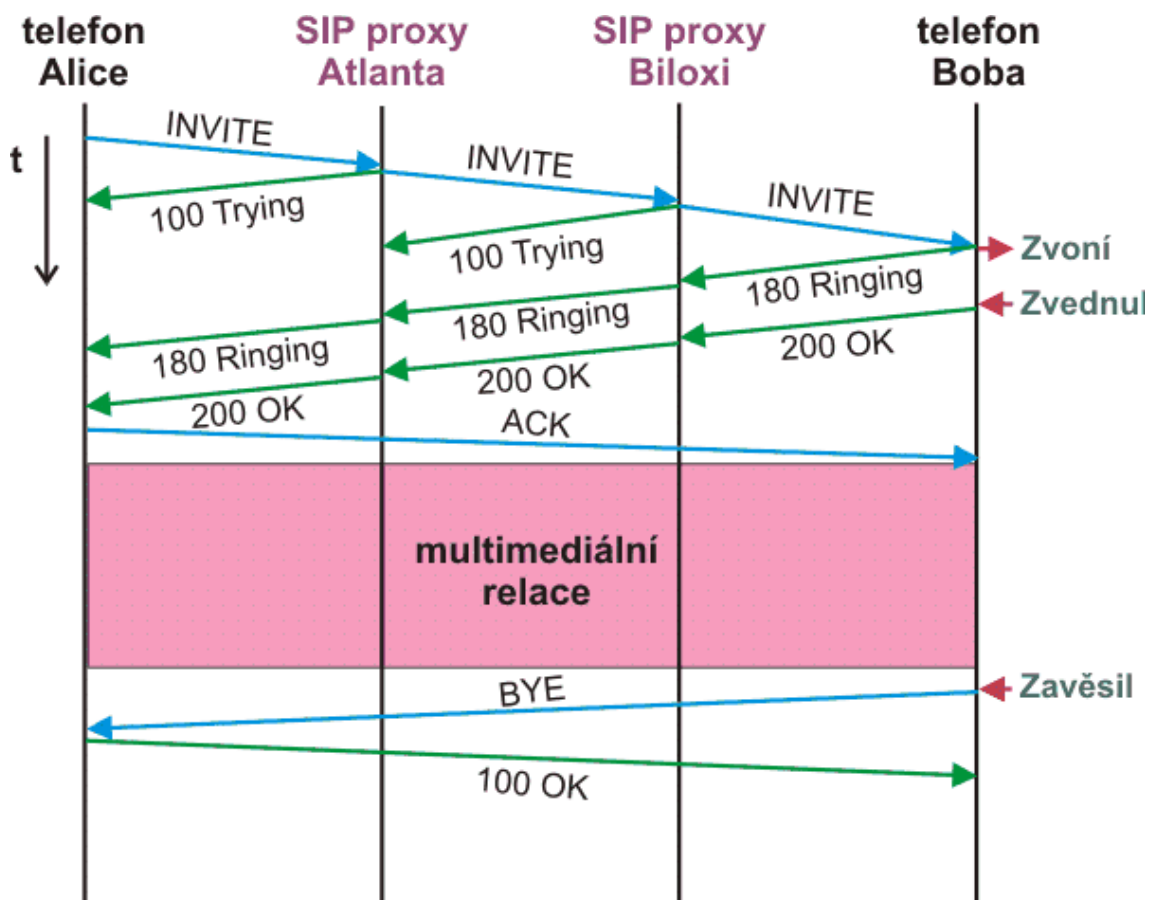 telefon
Alice
SIP proxy
Atlanta
SIP proxy
Biloxi
telefon
Boba
t
INVITE
INVITE
INVITE
100 Trying
100 Trying
Zvoní
180 Ringing
180 Ringing
180 Ringing
Zvednul
200 OK
200 OK
200 OK
ACK
multimediální
relace
BYE
Zavěsil
100 OK